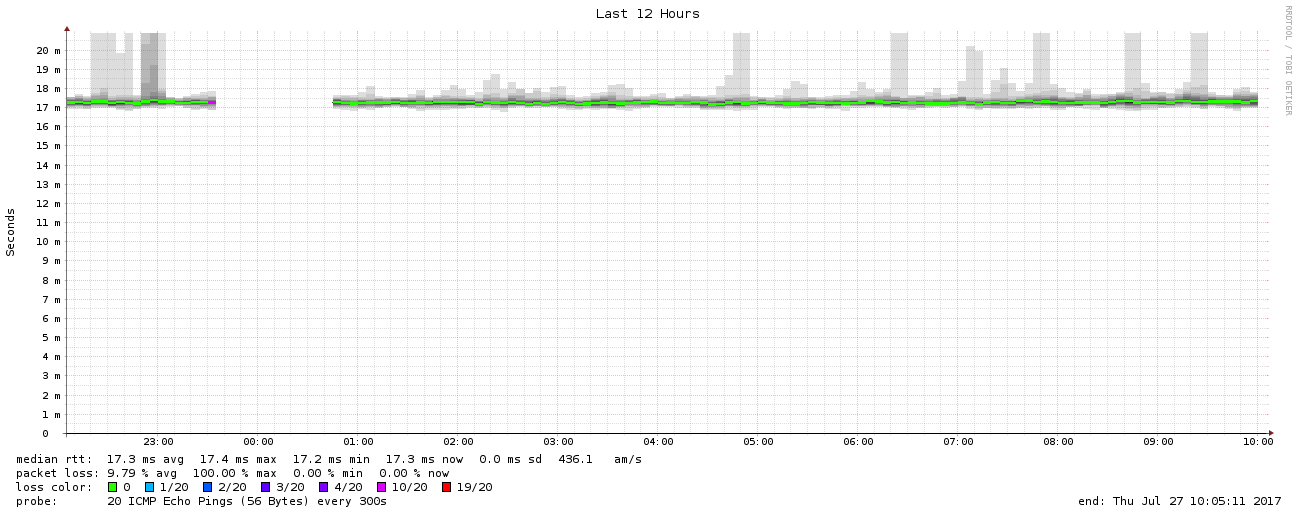 Last 12 Hours
RRDTOOL / TOBI OETIKER
Seconds
20 m
19 m
18 m
17 m
16 m
15 m
14 m
13 m
12 m
11 m
10 m
9 m
8 m
7 m
6 m
5 m
4 m
3 m
2 m
1 m
0
23:00 00:00 01:00 02:00 03:00 04:00 05:00 06:00 07:00 08:00 09:00 10:00
median rtt: 17.3 ms avg 17.4 ms max 17.2 ms min 17.3 ms now 0.0 ms sd 436.1 am/s
packet loss: 9.79 % avg 100.00 % max 0.00 % min 0.00 % now
loss color: 0 1/20 2/20 3/20 4/20 10/20 19/20
probe: 20 ICMP Echo Pings (56 Bytes) every 300s
end: Thu Jul 27 10:05:11 2017